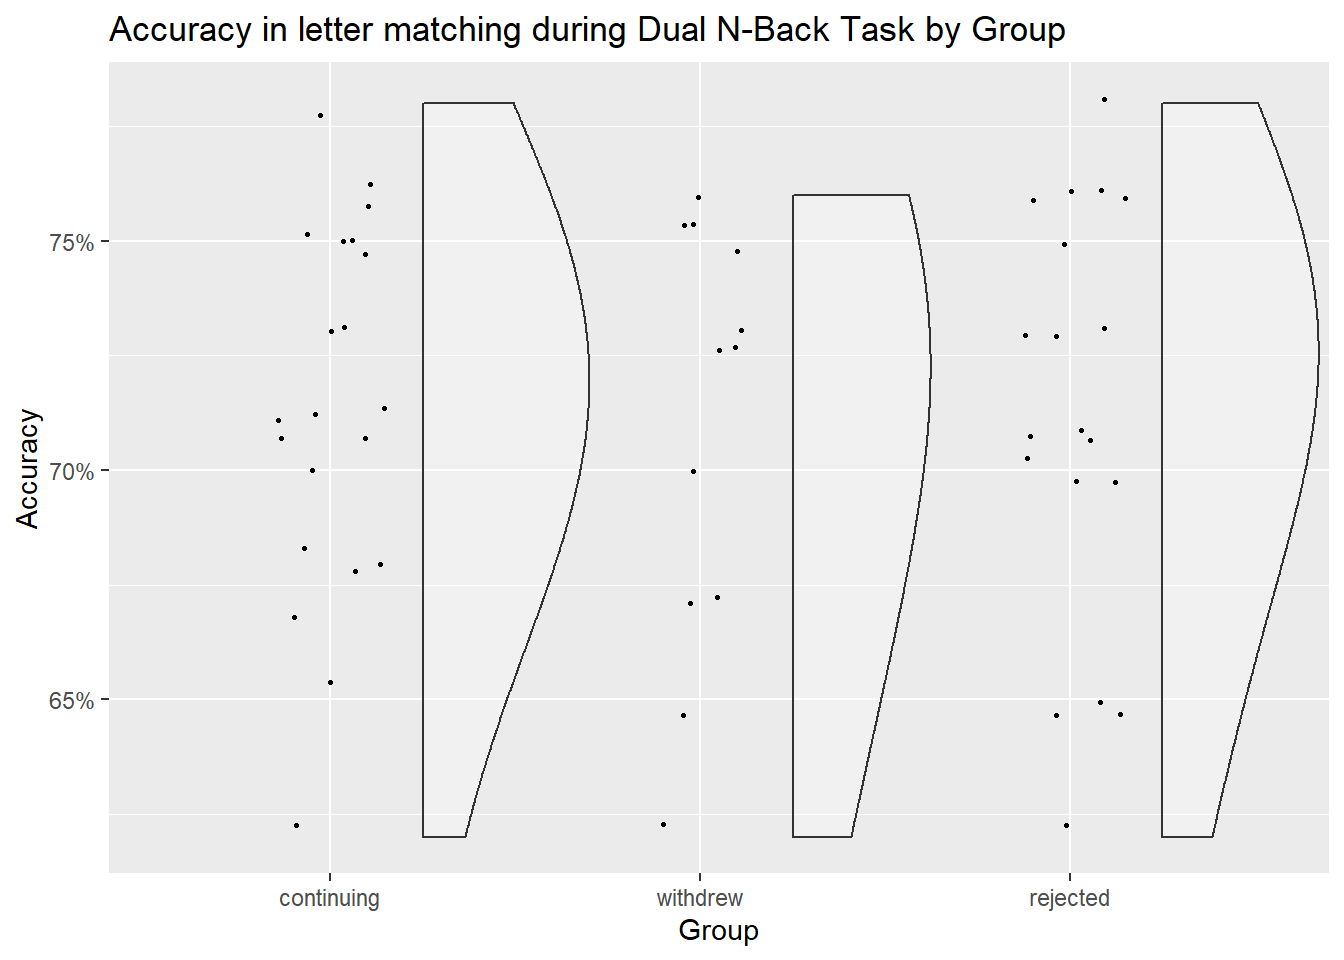 Accuracy in letter matching during Dual N-Back Task by Group
Accuracy
75%
70%
65%
continuing withdrew rejected
Group